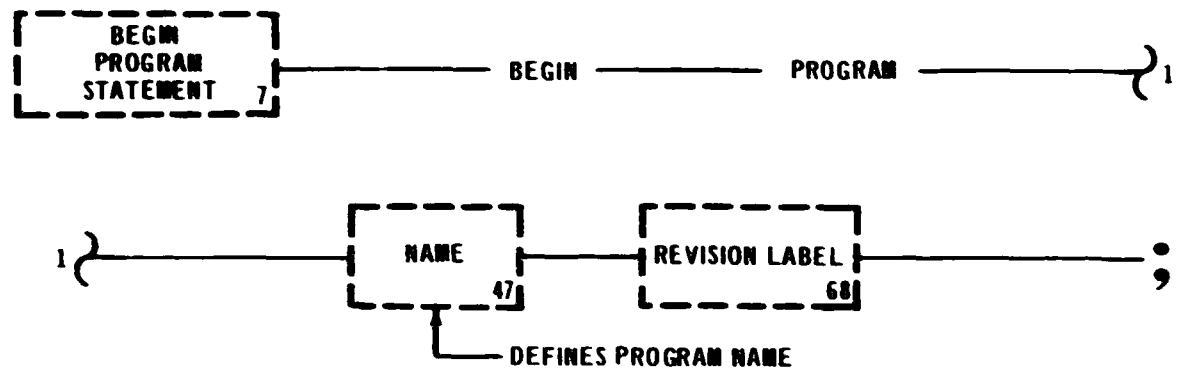 BEGIN
PROGRAM
STATEMENT 7
BEGIN PROGRAM 1
1 NAME REVISION LABEL ;
47 68
DEFINES PROGRAM NAME